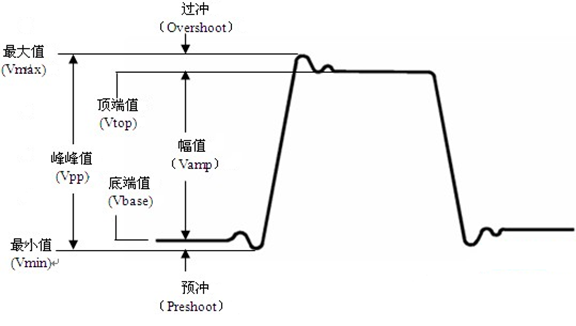 过冲
（Overshoot）
最大值
(Vmax)
顶端值
(Vtop)
峰峰值
(Vpp)
幅值
（Vamp）
底端值
(Vbase)
最小值
(Vmin)↵
预冲
（Preshoot）